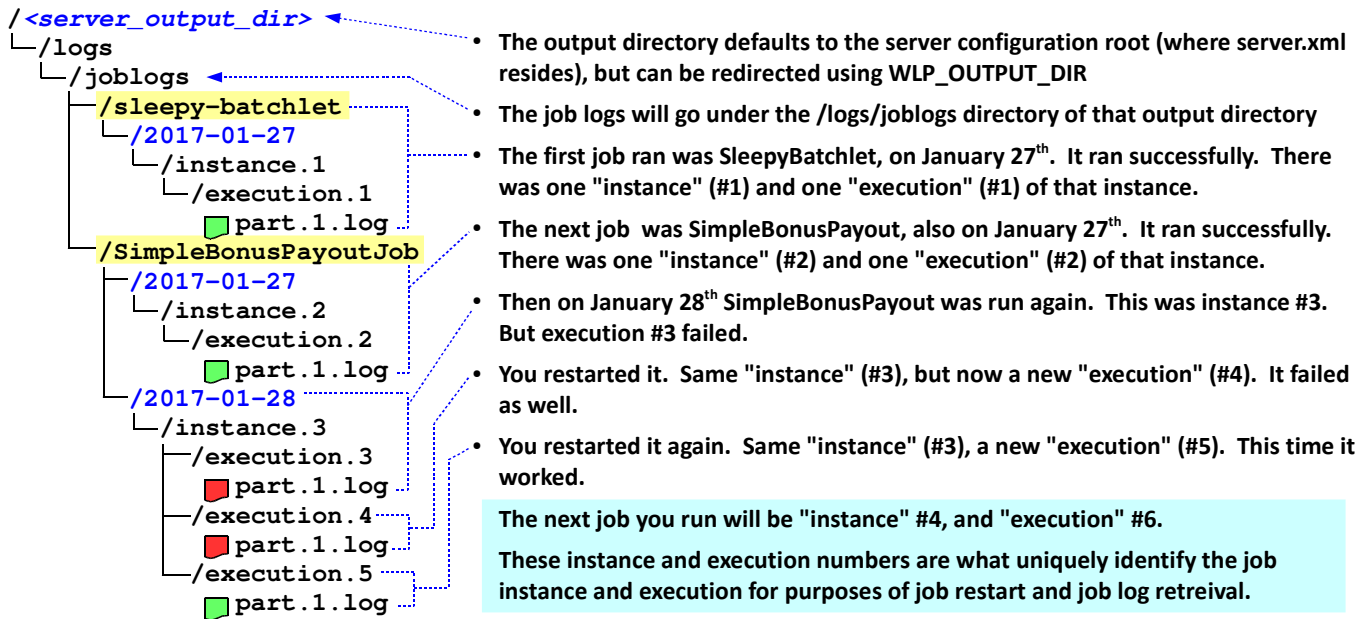 /<server_output_dir>
/logs
/joblogs
/sleepy-batchlet
/2017-01-27
/instance.1
/execution.1
part.1.log
/SimpleBonusPayoutJob
/2017-01-27
/instance.2
/execution.2
part.1.log
/2017-01-28
/instance.3
/execution.3
part.1.log
/execution.4
part.1.log
/execution.5
part.1.log
• The output directory defaults to the server configuration root (where server.xml
resides), but can be redirected using WLP_OUTPUT_DIR
• The job logs will go under the /logs/joblogs directory of that output directory
• The first job ran was SleepyBatchlet, on January 27th. It ran successfully. There
was one "instance" (#1) and one "execution" (#1) of that instance.
• The next job was SimpleBonusPayout, also on January 27th. It ran successfully.
There was one "instance" (#2) and one "execution" (#2) of that instance.
• Then on January 28th SimpleBonusPayout was run again. This was instance #3.
But execution #3 failed.
• You restarted it. Same "instance" (#3), but now a new "execution" (#4). It failed
as well.
• You restarted it again. Same "instance" (#3), a new "execution" (#5). This time it
worked.
The next job you run will be "instance" #4, and "execution" #6.
These instance and execution numbers are what uniquely identify the job
instance and execution for purposes of job restart and job log retreival.